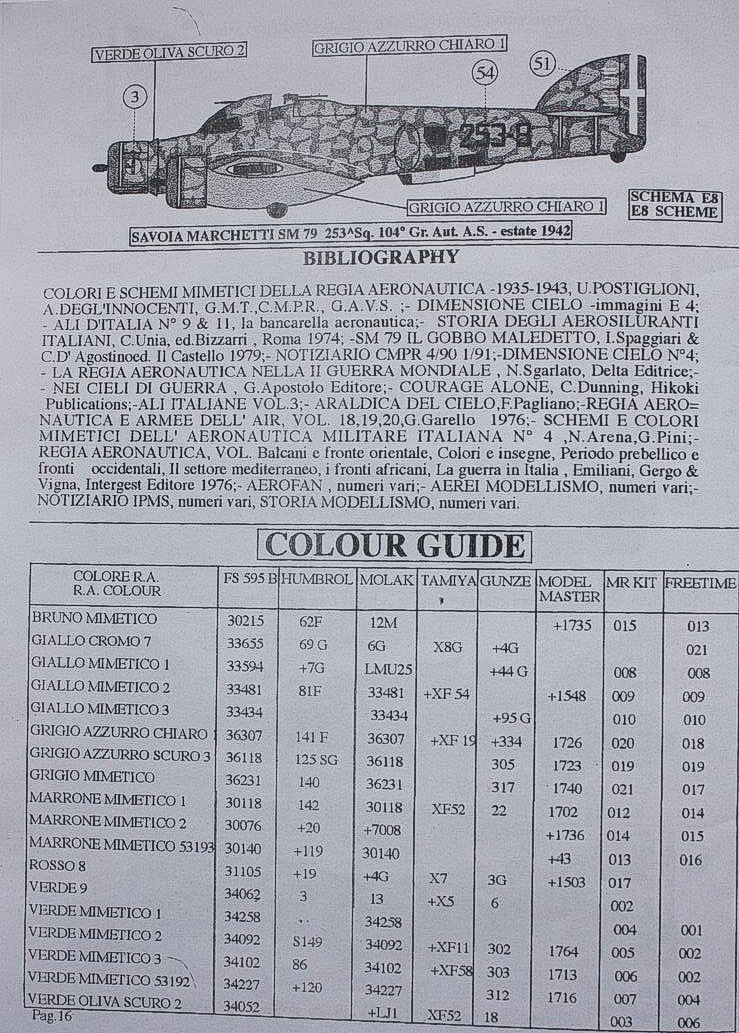 VERDE OLIVA SCURO 2
GRIGIO AZZURRO CHIARO 1
3
54
51
253-8
GRIGIO AZZURRO CHIARO 1
SCHEMA E8
E8 SCHEME
SAVOIA MARCHETTI SM 79 253^Sq. 104° Gr. Aut. A.S. - estate 1942
BIBLIOGRAPHY
COLORI E SCHEMI MIMETICI DELLA REGIA AERONAUTICA -1935-1943, U.POSTIGLIONI,
A.DEGL'INNOCENTI, G.M.T.,C.M.P.R., G.A.V.S. ;- DIMENSIONE CIELO -immagini E 4;
- ALI D'ITALIA N° 9 & 11, la bancarella aeronautica;- STORIA DEGLI AEROSILURANTI
ITALIANI, C.Unia, ed.Bizzarri , Roma 1974; -SM 79 IL GOBBO MALEDETTO, I.Spaggiari &
C.D' Agostinoed. Il Castello 1979;- NOTIZIARIO CMPR 4/90 1/91;-DIMENSIONE CIELO N°4;
- LA REGIA AERONAUTICA NELLA II GUERRA MONDIALE , N.Sgarlato, Delta Editrice;-
- NEI CIELI DI GUERRA , G.Apostolo Editore;- COURAGE ALONE, C.Dunning, Hikoki
Publications;-ALI ITALIANE VOL.3;- ARALDICA DEL CIELO,F.Pagliano;-REGIA AERO=
NAUTICA E ARMEE DELL' AIR, VOL. 18,19,20,G.Garello 1976;- SCHEMI E COLORI
MIMETICI DELL' AERONAUTICA MILITARE ITALIANA N° 4 ,N.Arena,G.Pini;-
REGIA AERONAUTICA, VOL. Balcani e fronte orientale, Colori e insegne, Periodo prebellico e
fronti occidentali, Il settore mediterraneo, i fronti africani, La guerra in Italia , Emiliani, Gergo &
Vigna, Intergest Editore 1976;- AEROFAN , numeri vari;- AEREI MODELLISMO, numeri vari;-
NOTIZIARIO IPMS, numeri vari, STORIA MODELLISMO, numeri vari.
COLOUR GUIDE
COLORE R.A. FS 595 B HUMBROL MOLAK TAMIYA GUNZE MODEL MR KIT FREETIME
R.A. COLOUR MASTER
BRUNO MIMETICO 30215 62F 12M +1735 015 013
GIALLO CROMO 7 33655 69 G 6G X8G +4G 021
GIALLO MIMETICO 1 33594 +7G LMU25 +44 G 008 008
GIALLO MIMETICO 2 33481 81F 33481 +XF 54 +1548 009 009
GIALLO MIMETICO 3 33434 33434 +95 G 010 010
GRIGIO AZZURRO CHIARO 1 36307 141 F 36307 +XF 19 +334 1726 020 018
GRIGIO AZZURRO SCURO 3 36118 125 SG 36118 305 1723 019 019
GRIGIO MIMETICO 36231 140 36231 317 1740 021 017
MARRONE MIMETICO 1 30118 142 30118 XF52 22 1702 012 014
MARRONE MIMETICO 2 30076 +20 +7008 +1736 014 015
MARRONE MIMETICO 53193 30140 +119 30140 +43 013 016
ROSSO 8 31105 +19 +4G X7 3G +1503 017
VERDE 9 34062 3 13 +X5 6 002
VERDE MIMETICO 1 34258 .. 34258 004 001
VERDE MIMETICO 2 34092 S149 34092 +XF11 302 1764 005 002
VERDE MIMETICO 3 34102 86 34102 +XF58 303 1713 006 002
VERDE MIMETICO 53192 34227 +120 34227 312 1716 007 004
VERDE OLIVA SCURO 2 34052 +LJ1 XF52 18 003 006
Pag.16